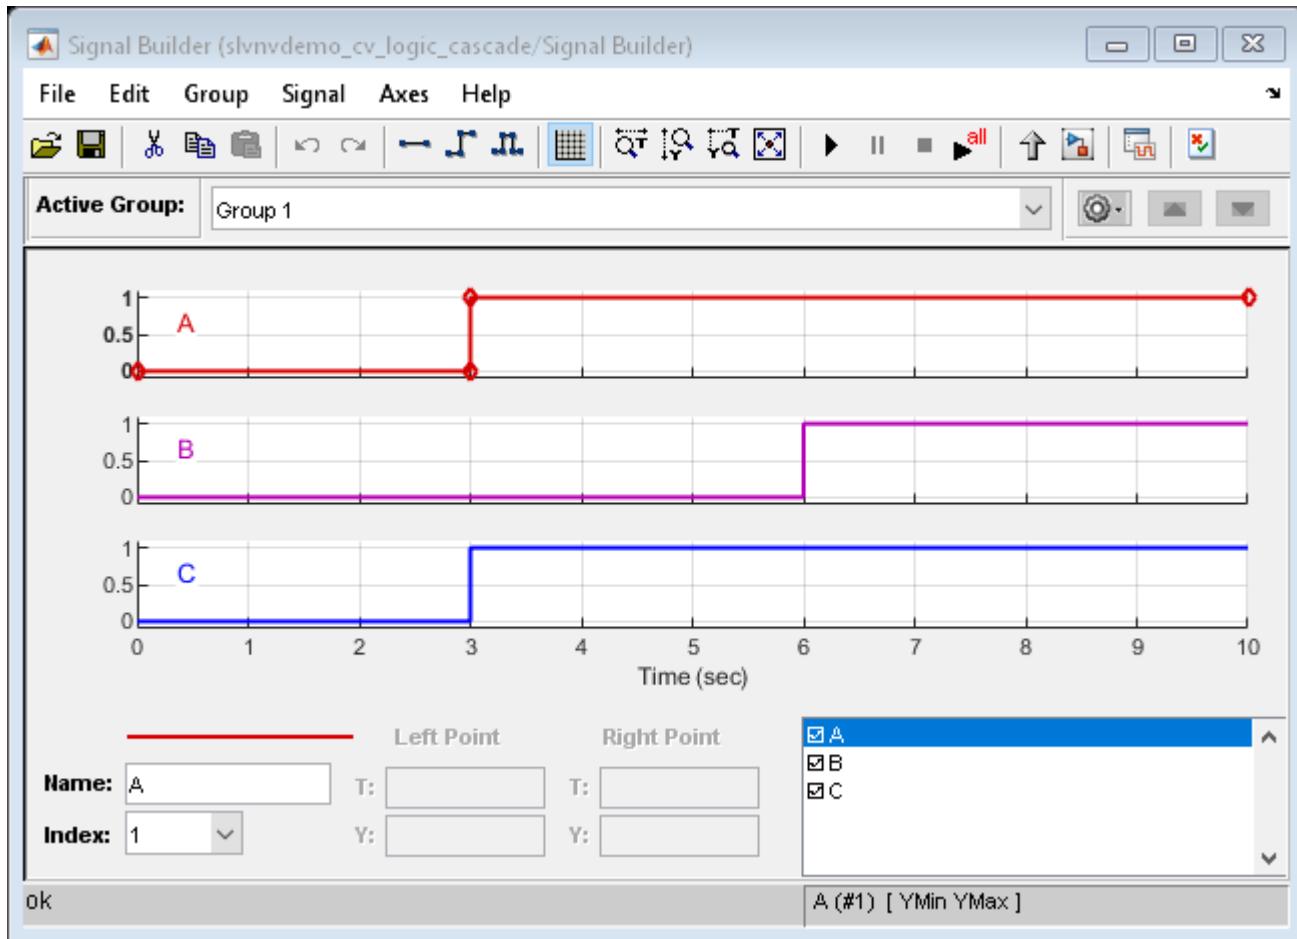 Signal Builder (slvnvdemo_cv_logic_cascade/Signal Builder)
File Edit Group Signal Axes Help
all
Active Group: Group 1
1
0.5
0
A
1
0.5
0
B
1
0.5
0
C
0 1 2 3 4 5 6 7 8 9 10
Time (sec)
Left Point Right Point
Name: A T: T:
Index: 1 Y: Y:
A
B
C
ok A (#1) [ YMin YMax ]